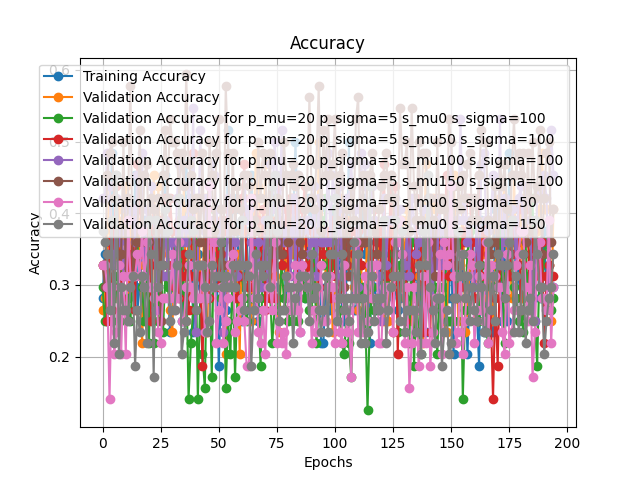 Accuracy
0.6
Training Accuracy
Validation Accuracy
Validation Accuracy for p_mu=20 p_sigma=5 s_mu0 s_sigma=100
Validation Accuracy for p_mu=20 p_sigma=5 s_mu50 s_sigma=100
Validation Accuracy for p_mu=20 p_sigma=5 s_mu100 s_sigma=100
Validation Accuracy for p_mu=20 p_sigma=5 s_mu150 s_sigma=100
Validation Accuracy for p_mu=20 p_sigma=5 s_mu0 s_sigma=50
Validation Accuracy for p_mu=20 p_sigma=5 s_mu0 s_sigma=150
0.4
0.3
0.2
Accuracy
0 25 50 75 100 125 150 175 200
Epochs